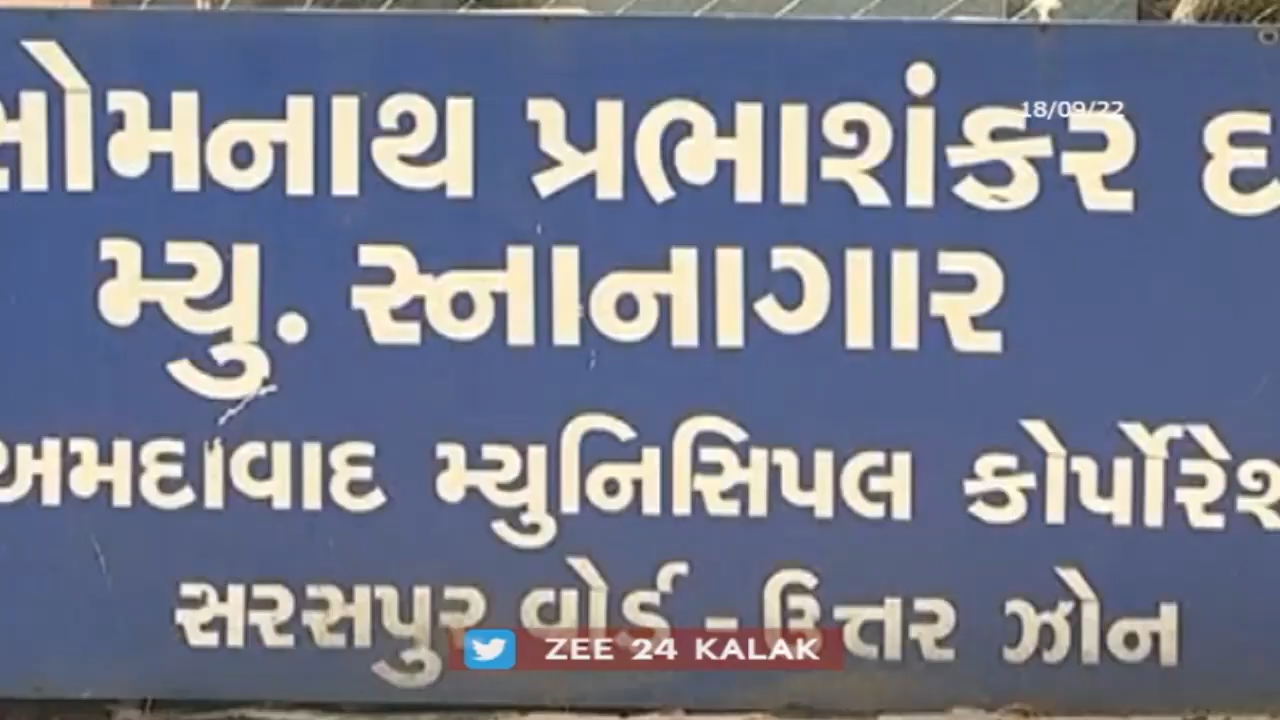 સોમનાથ પ્રભાશંકર દ
18/09/22
મ્યુ. સ્નાનાગાર
અમદાવાદ મ્યુનિસિપલ કોર્પોરેશ
સરસપુર વોર્ડ - ઉત્તર ઝોન
ZEE 24 KALAK